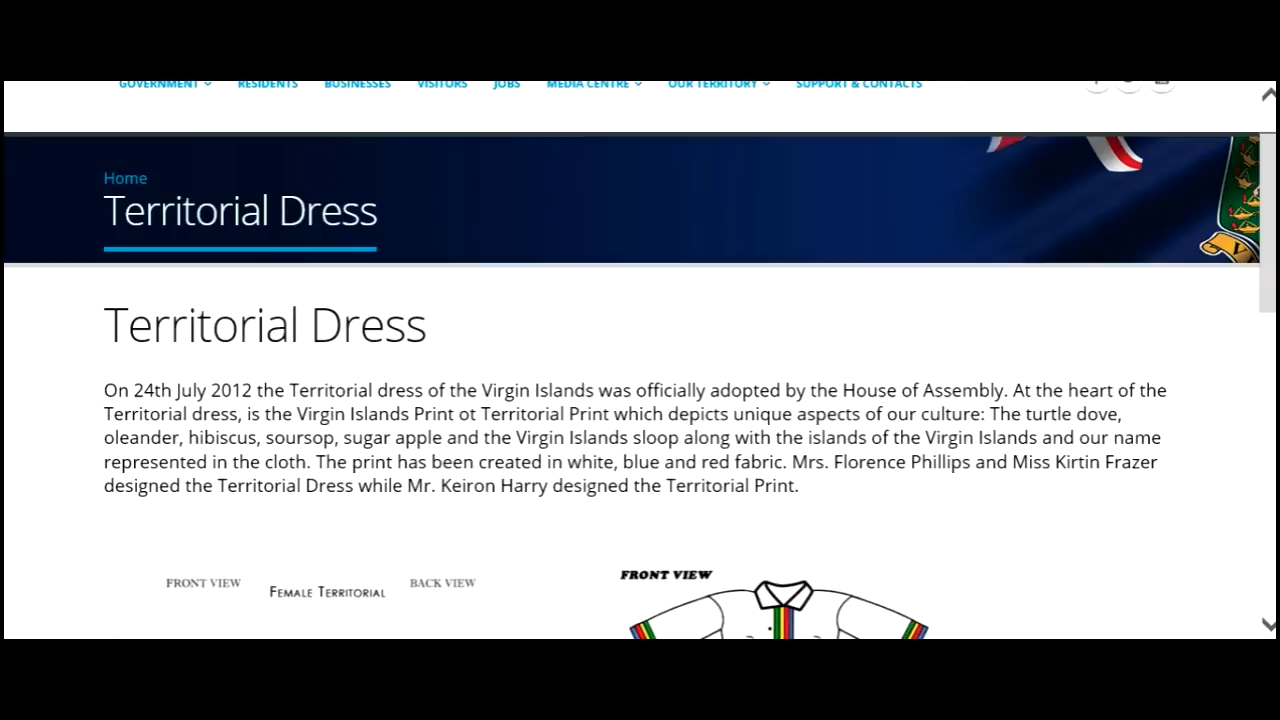 GOVERNMENT RESIDENTS BUSINESSES VISITORS JOBS MEDIA CENTRE OUR TERRITORY SUPPORT & CONTACTS
Home
Territorial Dress
Territorial Dress
On 24th July 2012 the Territorial dress of the Virgin Islands was officially adopted by the House of Assembly. At the heart of the
Territorial dress, is the Virgin Islands Print ot Territorial Print which depicts unique aspects of our culture: The turtle dove,
oleander, hibiscus, soursop, sugar apple and the Virgin Islands sloop along with the islands of the Virgin Islands and our name
represented in the cloth. The print has been created in white, blue and red fabric. Mrs. Florence Phillips and Miss Kirtin Frazer
designed the Territorial Dress while Mr. Keiron Harry designed the Territorial Print.
FRONT VIEW
FEMALE TERRITORIAL
BACK VIEW
FRONT VIEW